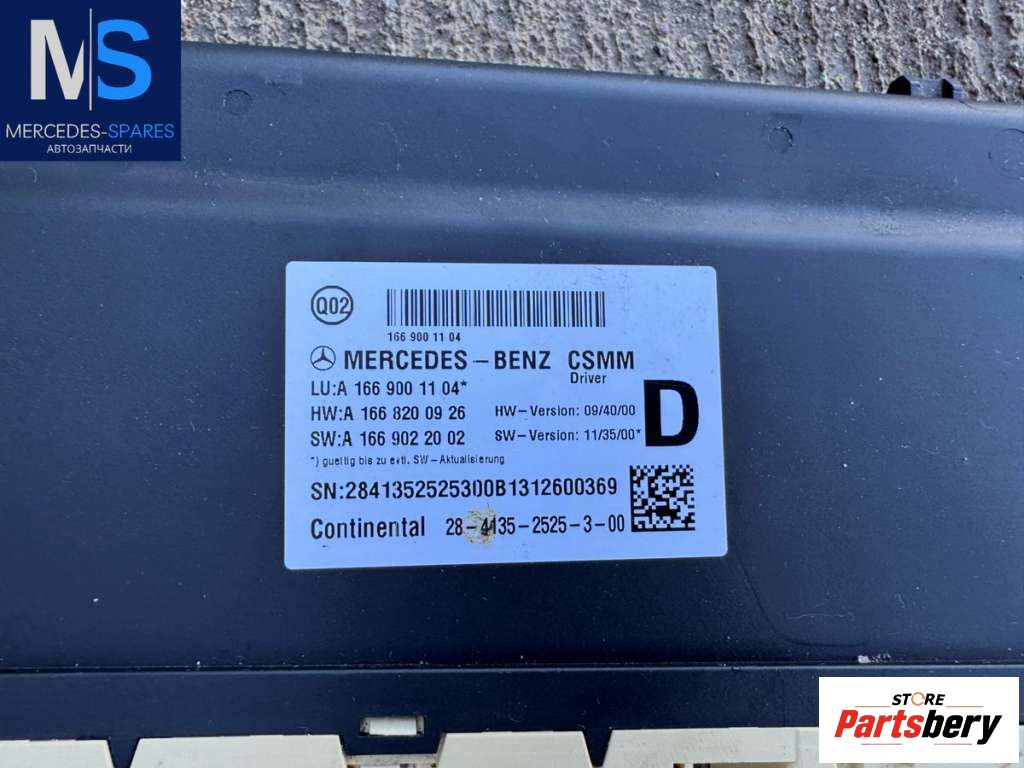 MS
MERCEDES-SPARES
АВТОЗАПЧАСТИ
Q02
166 900 11 04
MERCEDES-BENZ CSMM
Driver
LU:A 166 900 11 04*
HW:A 166 820 09 26 HW-Version: 09/40/00
SW:A 166 902 20 02 SW-Version: 11/35/00*
D
*) gueltig bis zu evtl. SW-Aktualisierung
SN:2841352525300B1312600369
Continental 28-4135-2525-3-00
STORE
Partsbery